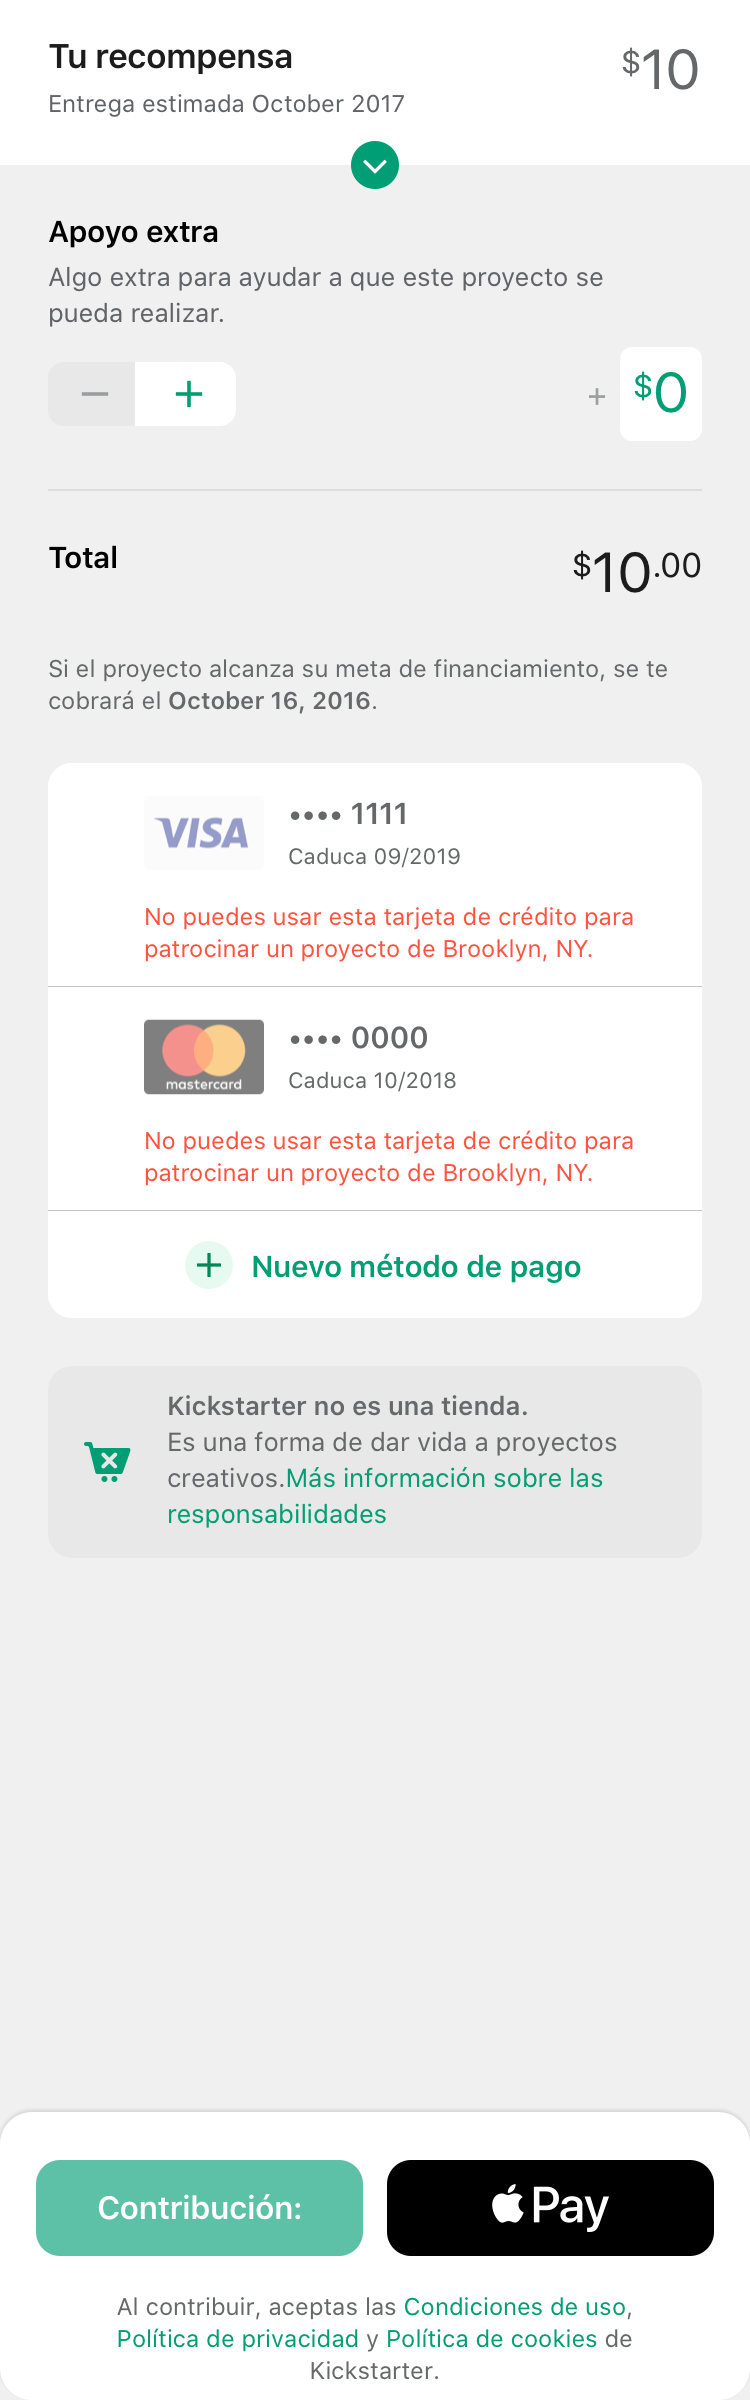 Tu recompensa
$10
Entrega estimada October 2017
Apoyo extra
Algo extra para ayudar a que este proyecto se
pueda realizar.
− +
+ $0
Total
$10.00
Si el proyecto alcanza su meta de financiamiento, se te
cobrará el October 16, 2016.
VISA
•••• 1111
Caduca 09/2019
No puedes usar esta tarjeta de crédito para
patrocinar un proyecto de Brooklyn, NY.
mastercard
•••• 0000
Caduca 10/2018
No puedes usar esta tarjeta de crédito para
patrocinar un proyecto de Brooklyn, NY.
+ Nuevo método de pago
Kickstarter no es una tienda.
Es una forma de dar vida a proyectos
creativos.Más información sobre las
responsabilidades
Contribución:
Pay
Al contribuir, aceptas las Condiciones de uso,
Política de privacidad y Política de cookies de
Kickstarter.